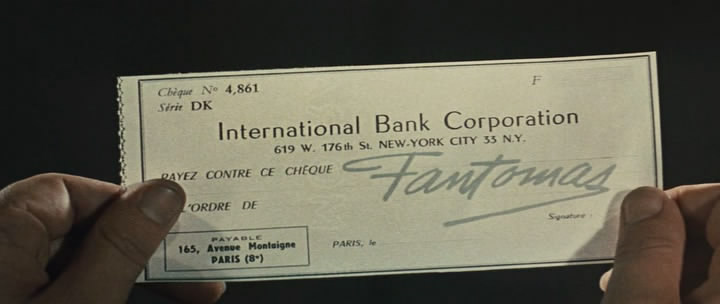 Chèque Nº 4,861
F
Série DK
International Bank Corporation
619 W. 176th St. NEW-YORK CITY 33 N.Y.
PAYEZ CONTRE CE CHÈQUE
Fantomas
L'ORDRE DE
Signature :
PAYABLE
165, Avenue Montaigne
PARIS (8e)
PARIS, le